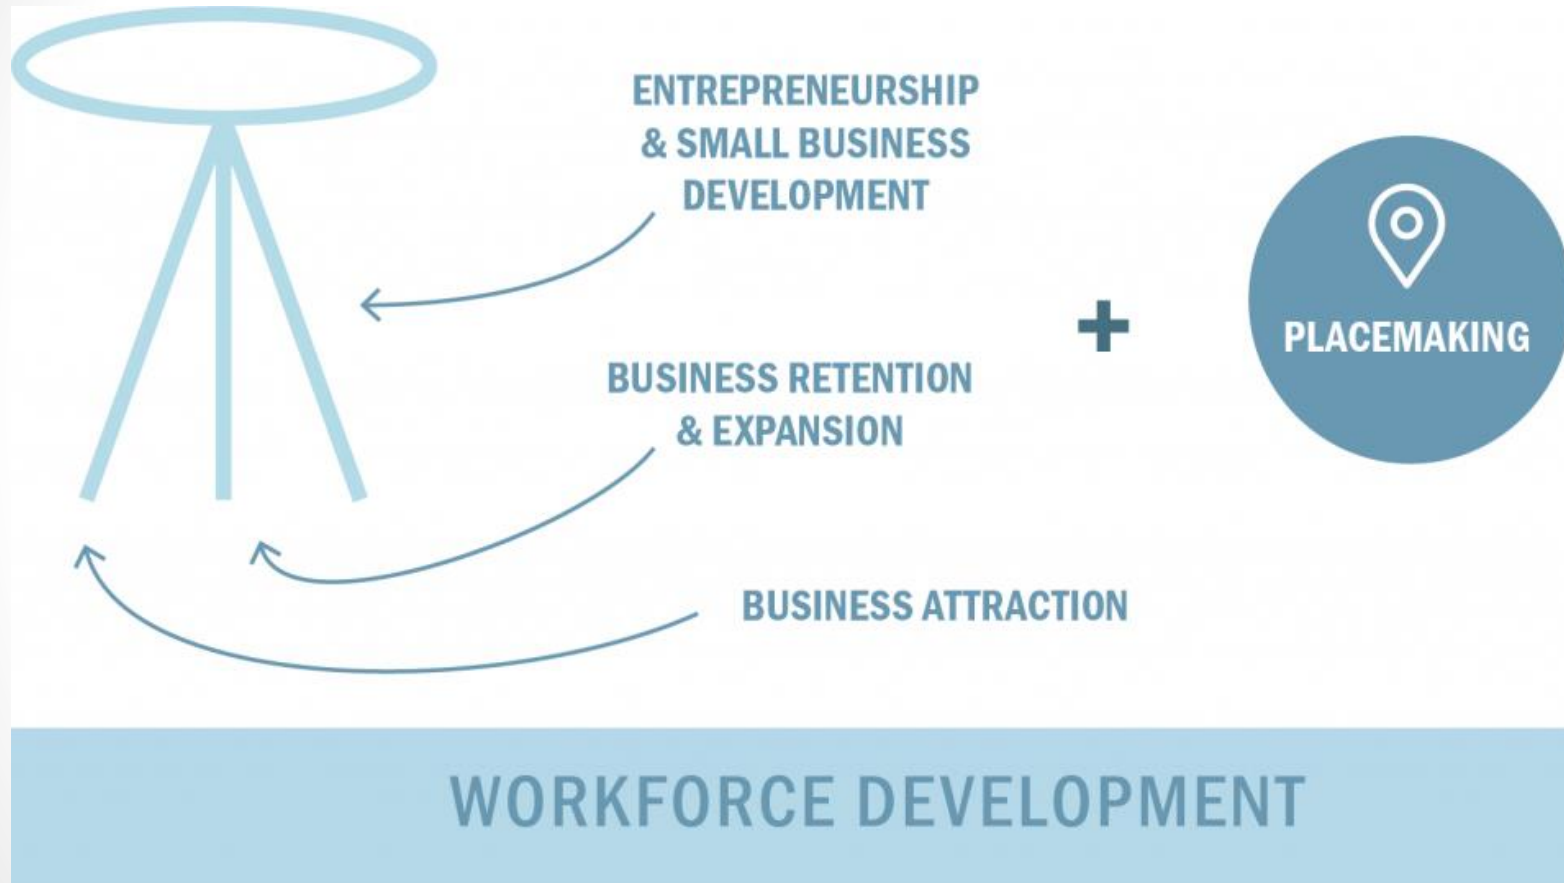 ENTREPRENEURSHIP
& SMALL BUSINESS
DEVELOPMENT
BUSINESS RETENTION
& EXPANSION
BUSINESS ATTRACTION
+
PLACEMAKING
WORKFORCE DEVELOPMENT